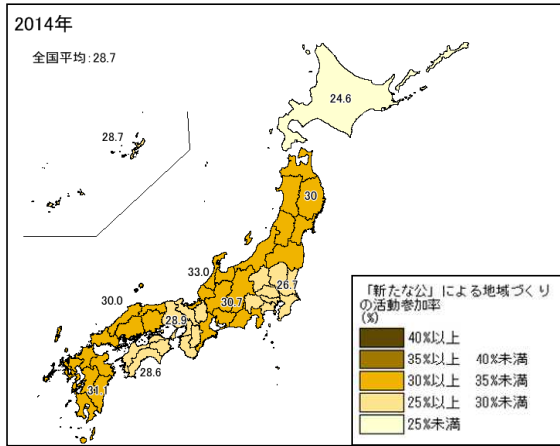 2014年
全国平均:28.7
24.6
28.7
30
33.0
26.7
30.0
30.7
28.9
31.1
28.6
「新たな公」による地域づくり
の活動参加率
(%)
40%以上
35%以上 40%未満
30%以上 35%未満
25%以上 30%未満
25%未満